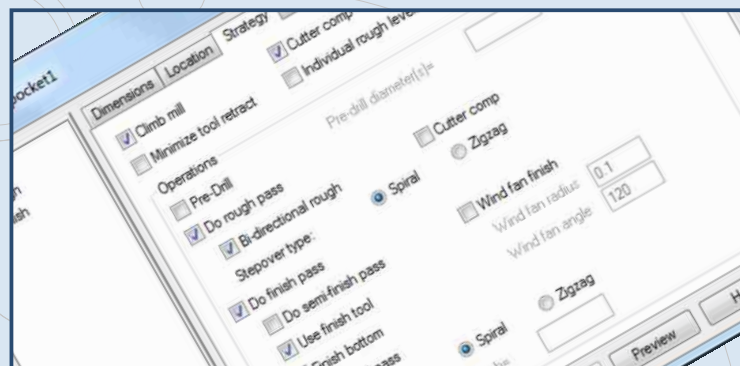 pocket1
Dimensions Location Strategy
Climb mill Cutter comp
Minimize tool retract Individual rough
Operations Pre-drill diameter(s)=
Pre-Drill Cutter comp
Do rough pass
Bi-directional rough Spiral Zigzag
Stepover type:
Wind fan finish
Wind fan radius 0.1
Wind fan angle 120
Do finish pass
Do semi-finish pass
Use finish tool
Finish bottom Spiral Zigzag
pass
Preview